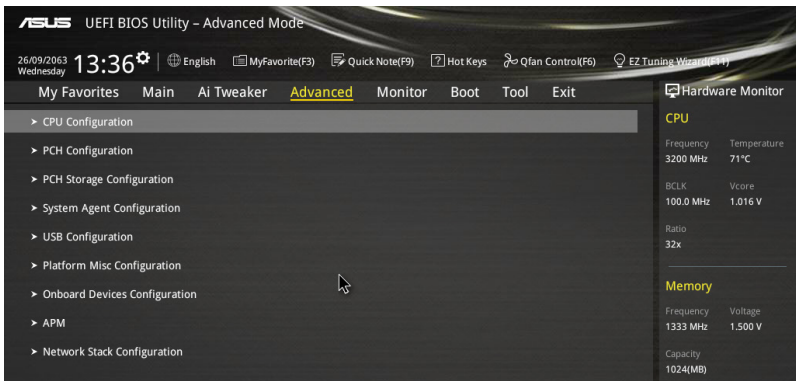 ASUS UEFI BIOS Utility – Advanced Mode
26/09/2063
Wednesday
13:36
English
MyFavorite(F3)
Quick Note(F9)
? Hot Keys
Qfan Control(F6)
EZ Tuning Wizard(F11)
My Favorites Main Ai Tweaker Advanced Monitor Boot Tool Exit
Hardware Monitor
> CPU Configuration
> PCH Configuration
> PCH Storage Configuration
> System Agent Configuration
> USB Configuration
> Platform Misc Configuration
> Onboard Devices Configuration
> APM
> Network Stack Configuration
CPU
Frequency Temperature
3200 MHz 71°C
BCLK Vcore
100.0 MHz 1.016 V
Ratio
32x
Memory
Frequency Voltage
1333 MHz 1.500 V
Capacity
1024(MB)